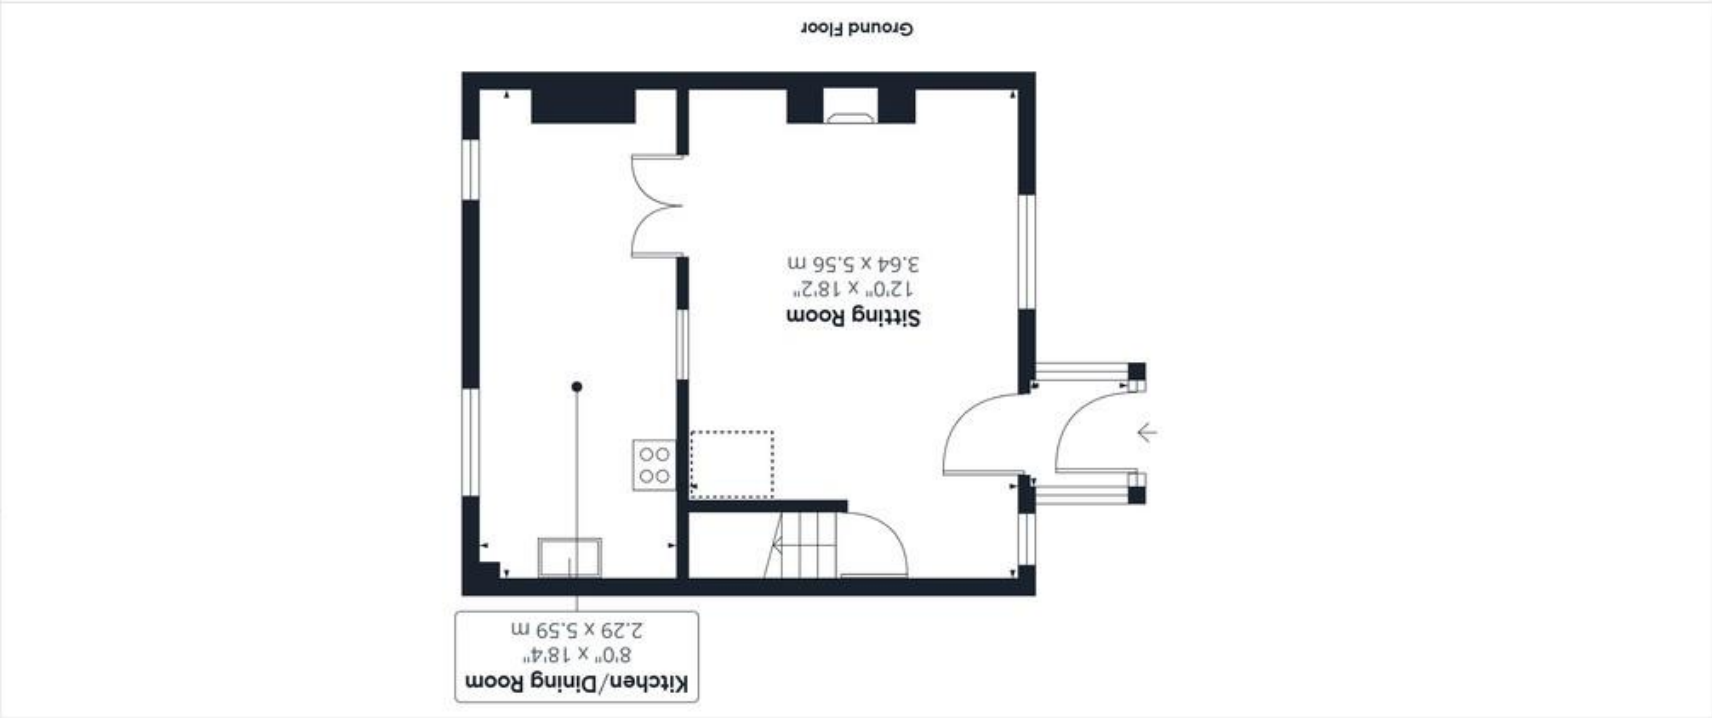 Kitchen/Dining Room
8'0" x 18'4"
2.29 x 5.59 m
Sitting Room
12'0" x 18'2"
3.64 x 5.56 m
Ground Floor